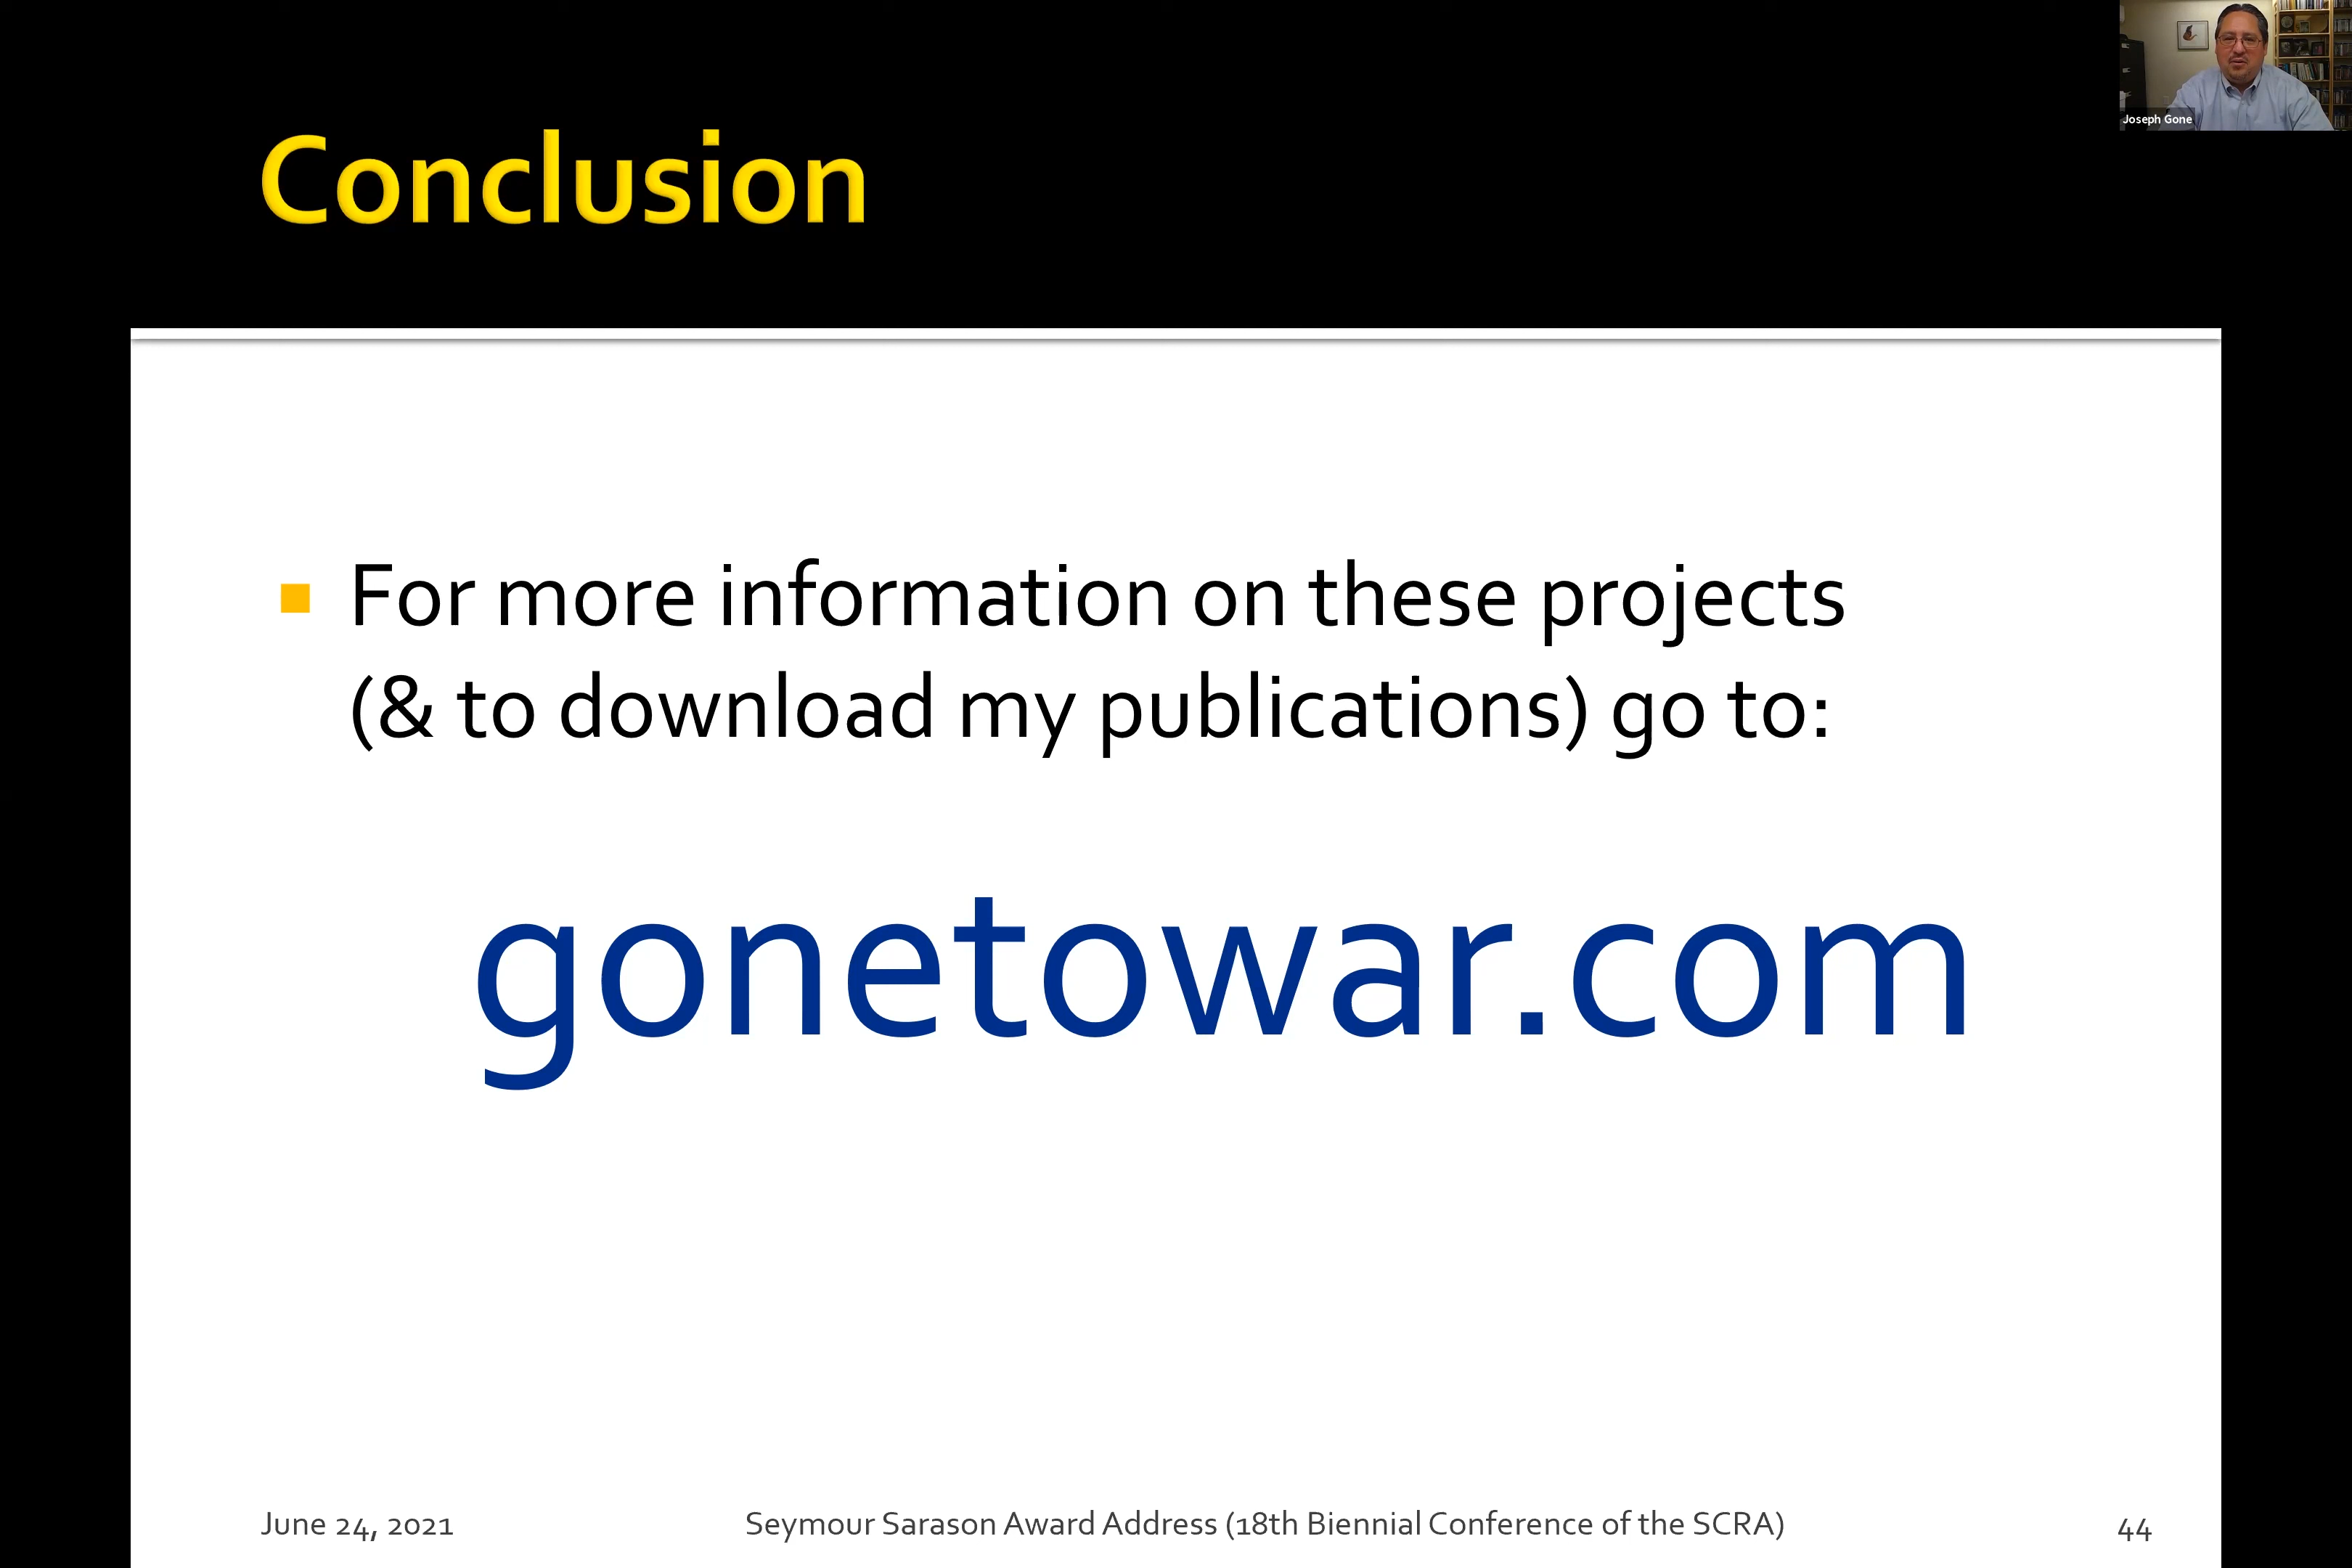 Conclusion
Joseph Gone
For more information on these projects
(& to download my publications) go to:
gonetowar.com
June 24, 2021
Seymour Sarason Award Address (18th Biennial Conference of the SCRA)
44